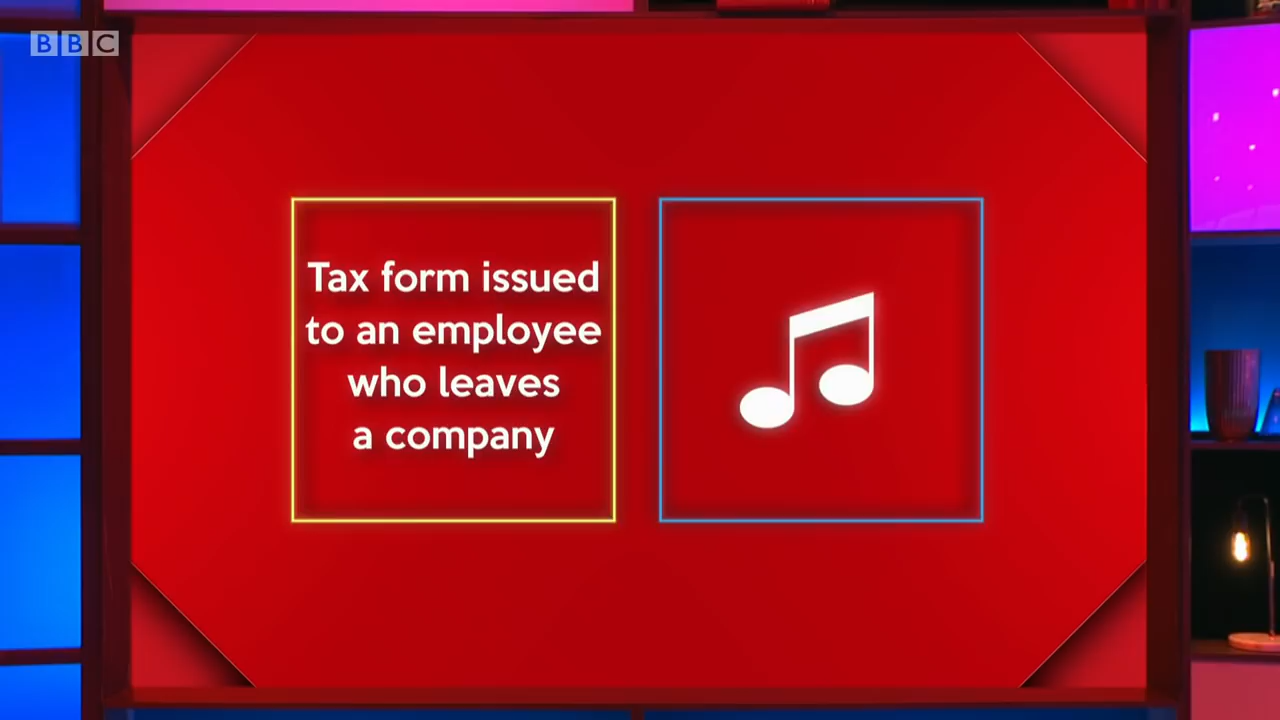 BBC
Tax form issued
to an employee
who leaves
a company